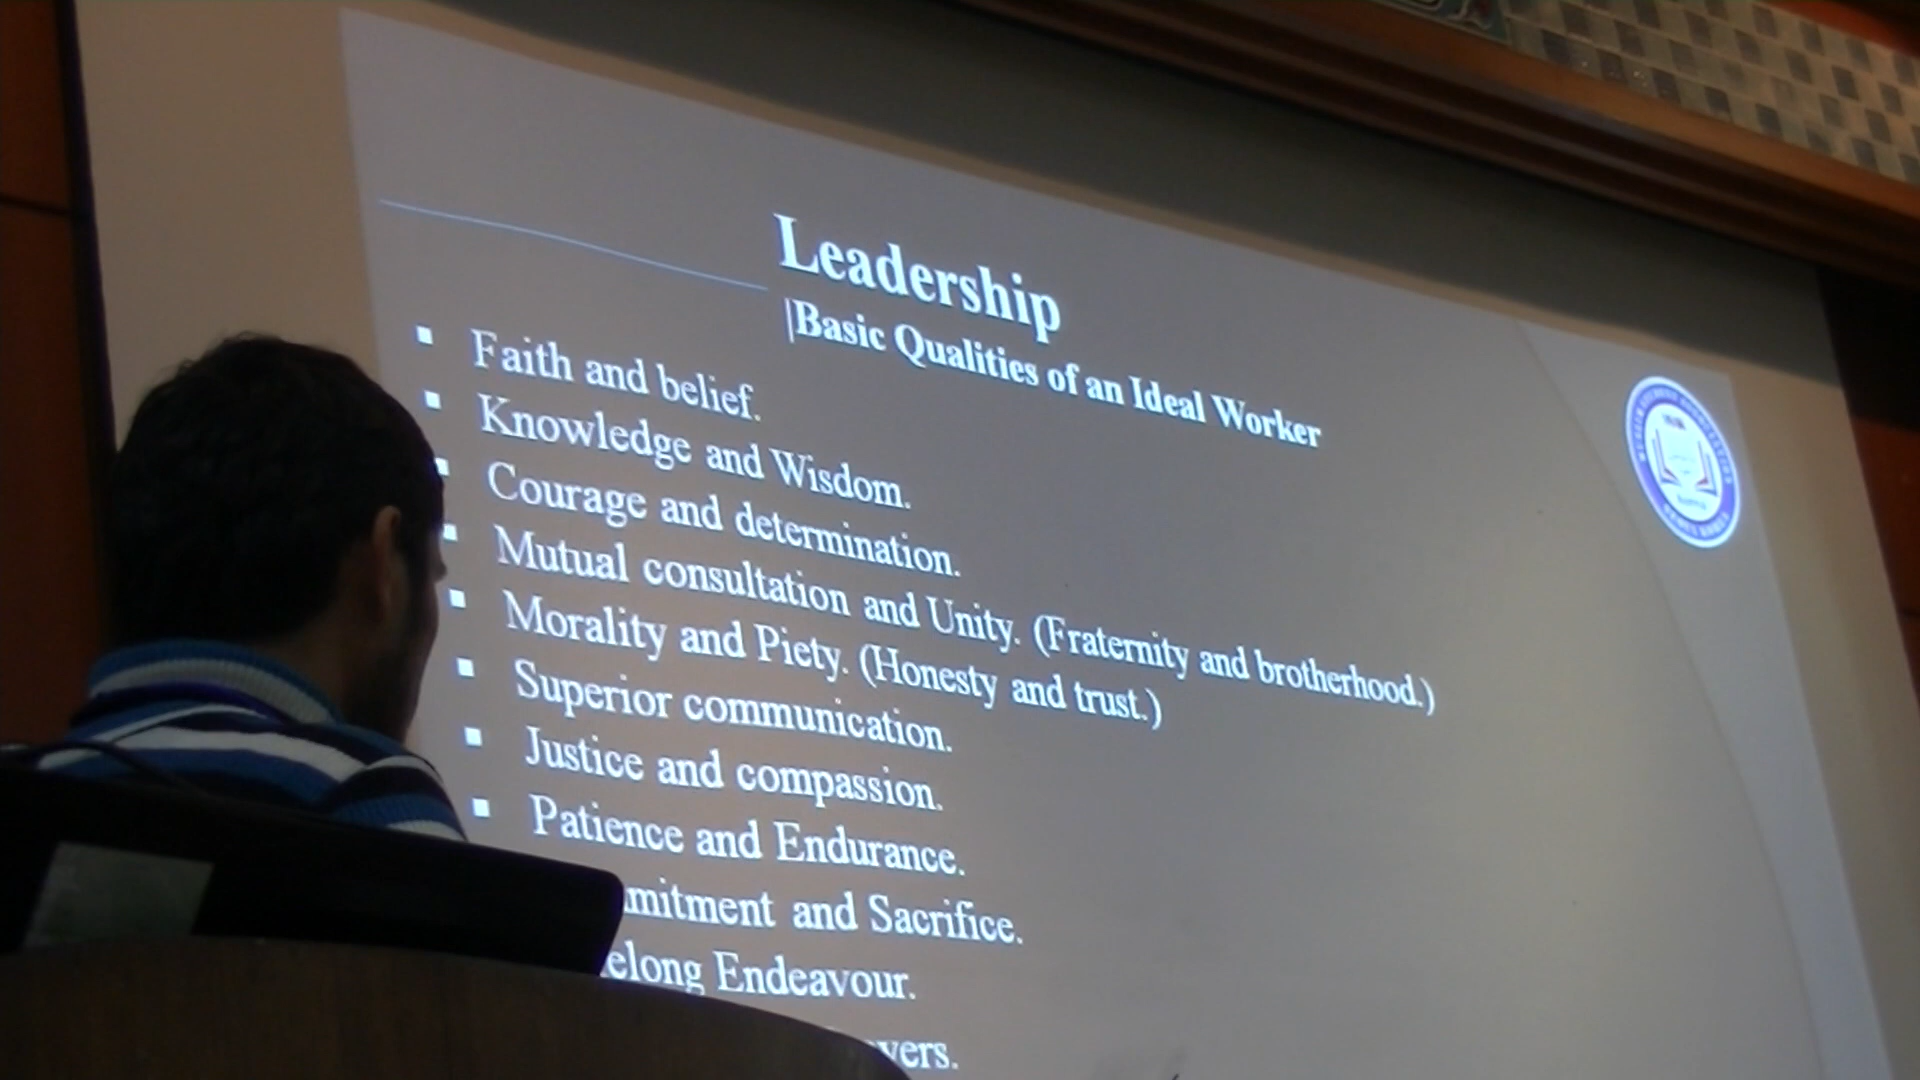 Leadership
|Basic Qualities of an Ideal Worker
▪ Faith and belief.
▪ Knowledge and Wisdom.
▪ Courage and determination.
▪ Mutual consultation and Unity. (Fraternity and brotherhood.)
▪ Morality and Piety. (Honesty and trust.)
▪ Superior communication.
▪ Justice and compassion.
▪ Patience and Endurance.
mitment and Sacrifice.
elong Endeavour.
vers.